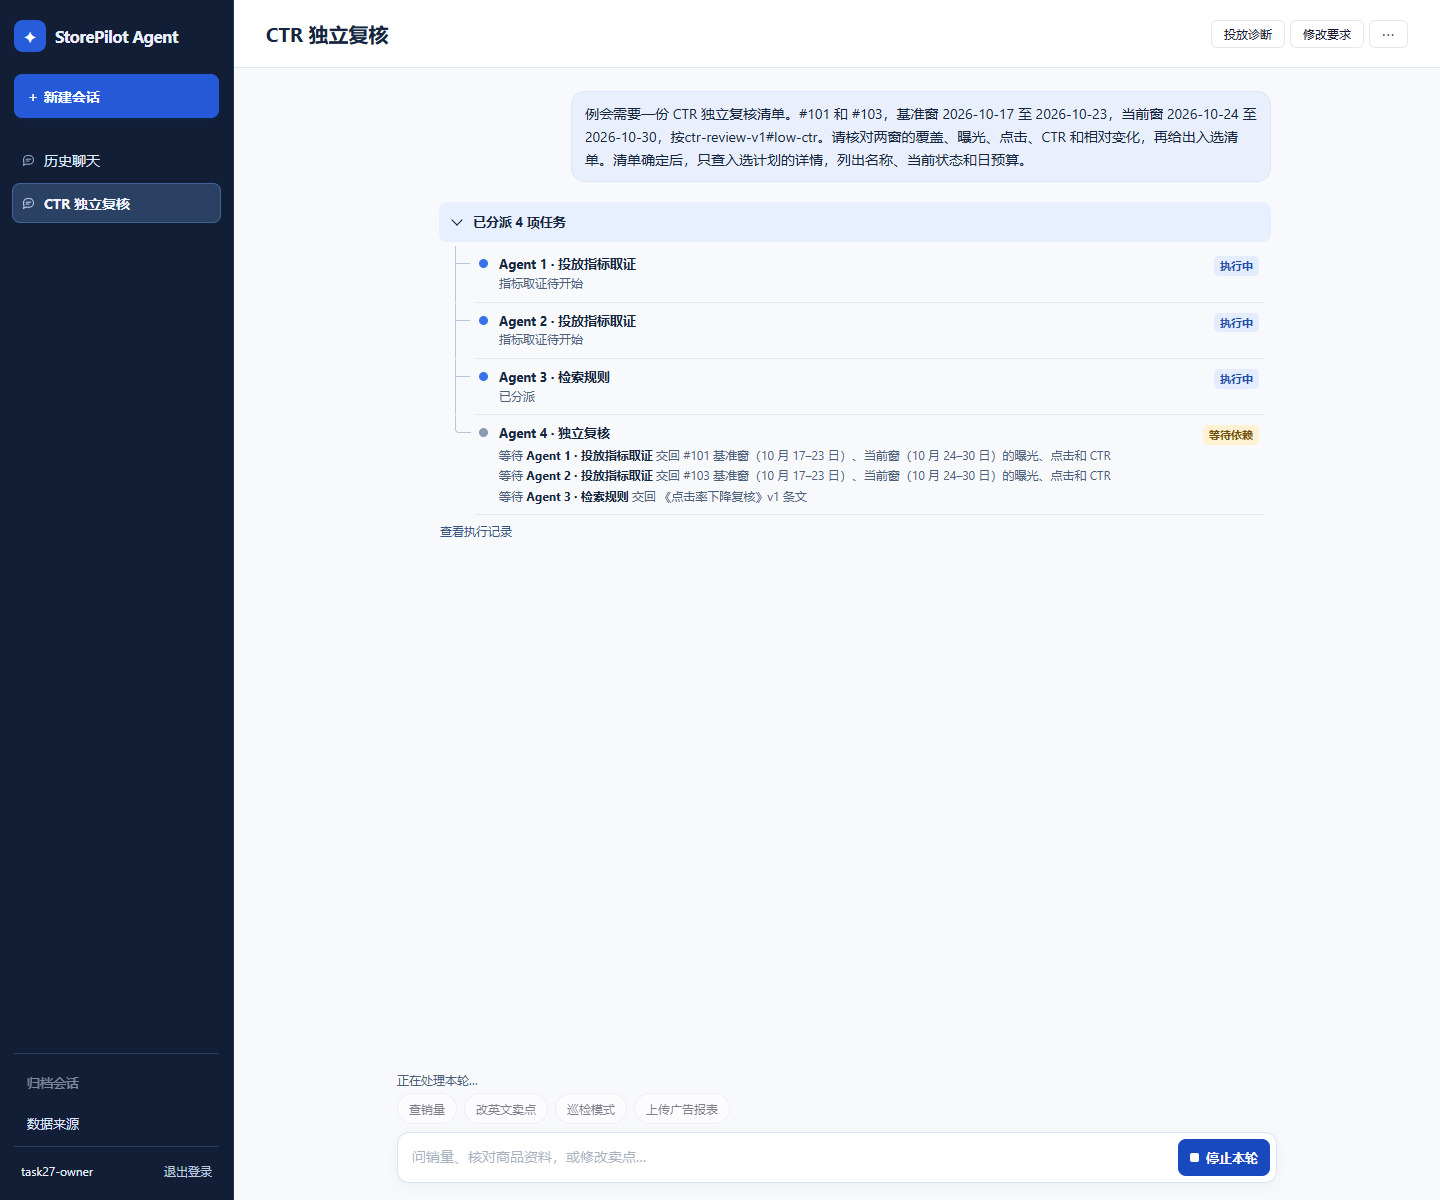 StorePilot Agent
+ 新建会话
历史聊天
CTR 独立复核
归档会话
数据来源
task27-owner
退出登录
CTR 独立复核
投放诊断
修改要求
...
例会需要一份 CTR 独立复核清单。#101 和 #103，基准窗 2026-10-17 至 2026-10-23，当前窗 2026-10-24 至
2026-10-30，按ctr-review-v1#low-ctr。请核对两窗的覆盖、曝光、点击、CTR 和相对变化，再给出入选清
单。清单确定后，只查入选计划的详情，列出名称、当前状态和日预算。
已分派 4 项任务
Agent 1 · 投放指标取证
执行中
指标取证待开始
Agent 2 · 投放指标取证
执行中
指标取证待开始
Agent 3 · 检索规则
执行中
已分派
Agent 4 · 独立复核
等待依赖
等待 Agent 1 · 投放指标取证 交回 #101 基准窗（10 月 17–23 日）、当前窗（10 月 24–30 日）的曝光、点击和 CTR
等待 Agent 2 · 投放指标取证 交回 #103 基准窗（10 月 17–23 日）、当前窗（10 月 24–30 日）的曝光、点击和 CTR
等待 Agent 3 · 检索规则 交回 《点击率下降复核》v1 条文
查看执行记录
正在处理本轮...
查销量
改英文卖点
巡检模式
上传广告报表
问销量、核对商品资料，或修改卖点...
停止本轮